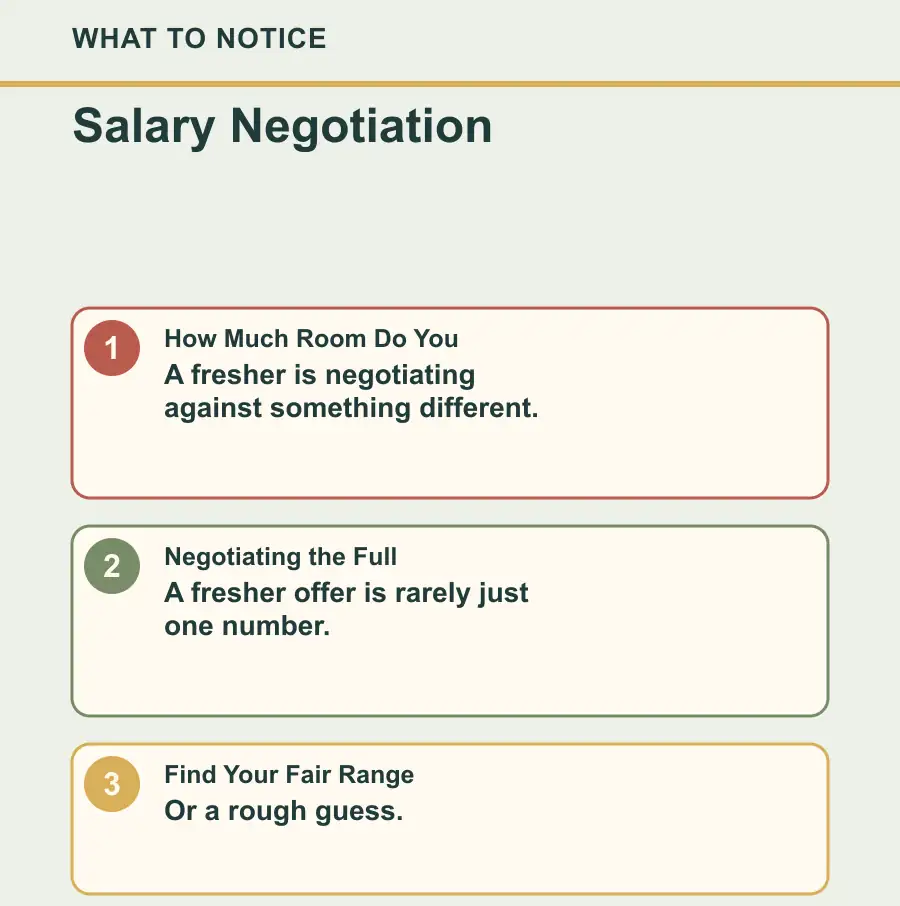 WHAT TO NOTICE
Salary Negotiation
1
How Much Room Do You
A fresher is negotiating
against something different.
2
Negotiating the Full
A fresher offer is rarely just
one number.
3
Find Your Fair Range
Or a rough guess.